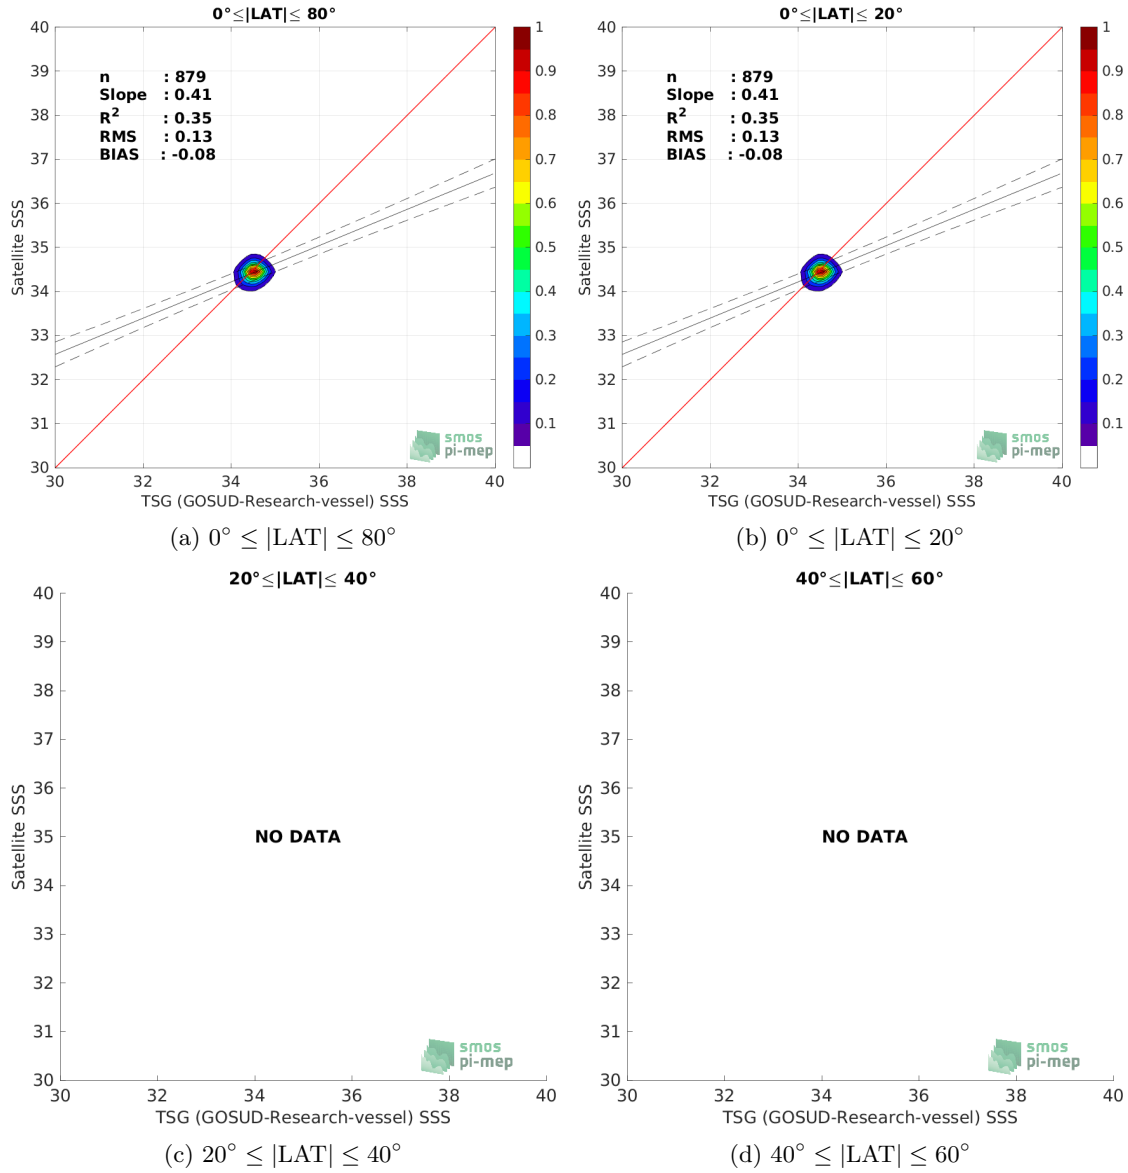 0°≤|LAT|≤ 80°
40
39
38
37
36
35
34
33
32
31
30
Satellite SSS
n : 879
Slope : 0.41
R² : 0.35
RMS : 0.13
BIAS : -0.08
smos
pi-mep
30 32 34 36 38 40
TSG (GOSUD-Research-vessel) SSS
1
0.9
0.8
0.7
0.6
0.5
0.4
0.3
0.2
0.1
(a) 0° ≤ |LAT| ≤ 80°
0°≤|LAT|≤ 20°
40
39
38
37
36
35
34
33
32
31
30
Satellite SSS
n : 879
Slope : 0.41
R² : 0.35
RMS : 0.13
BIAS : -0.08
smos
pi-mep
30 32 34 36 38 40
TSG (GOSUD-Research-vessel) SSS
1
0.9
0.8
0.7
0.6
0.5
0.4
0.3
0.2
0.1
(b) 0° ≤ |LAT| ≤ 20°
20°≤|LAT|≤ 40°
40
39
38
37
36
35
34
33
32
31
30
Satellite SSS
NO DATA
smos
pi-mep
30 32 34 36 38 40
TSG (GOSUD-Research-vessel) SSS
(c) 20° ≤ |LAT| ≤ 40°
40°≤|LAT|≤ 60°
40
39
38
37
36
35
34
33
32
31
30
Satellite SSS
NO DATA
smos
pi-mep
30 32 34 36 38 40
TSG (GOSUD-Research-vessel) SSS
(d) 40° ≤ |LAT| ≤ 60°